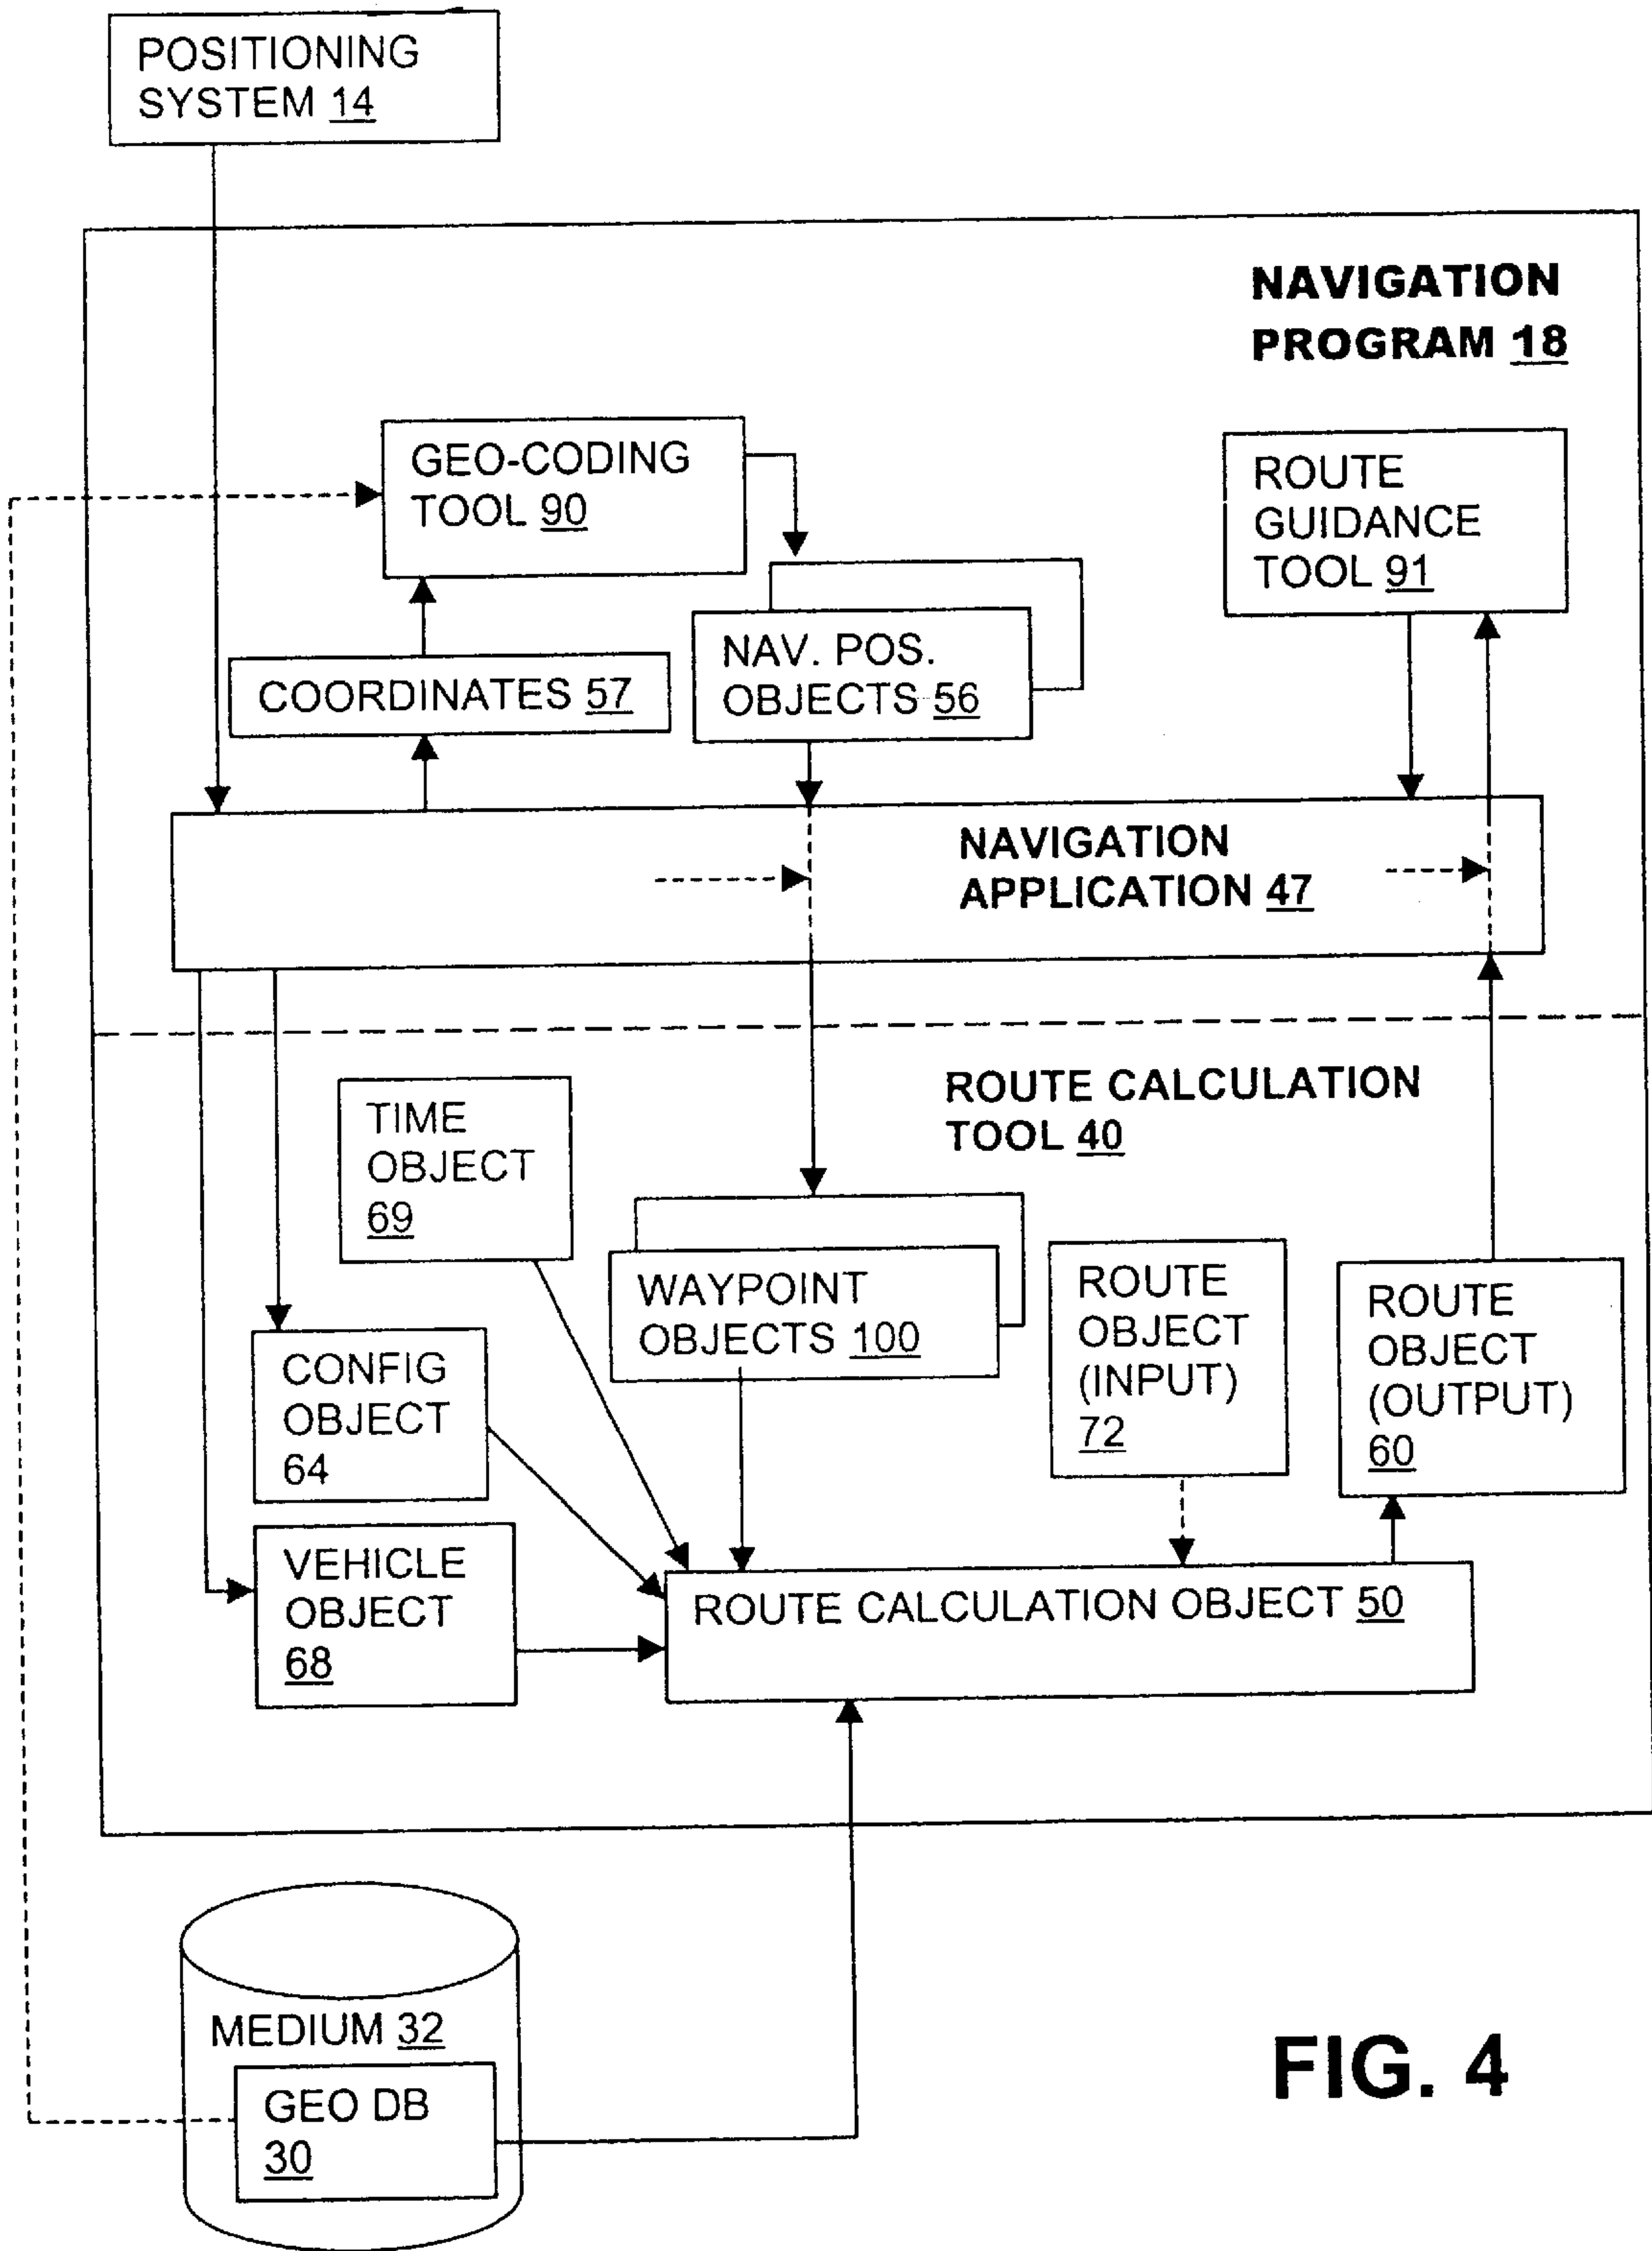 POSITIONING
SYSTEM 14
NAVIGATION
PROGRAM 18
GEO-CODING
TOOL 90
ROUTE
GUIDANCE
TOOL 91
NAV. POS.
OBJECTS 56
COORDINATES 57
NAVIGATION
APPLICATION 47
ROUTE CALCULATION
TOOL 40
TIME
OBJECT
69
WAYPOINT
OBJECTS 100
ROUTE
OBJECT
(INPUT)
72
ROUTE
OBJECT
(OUTPUT)
60
CONFIG
OBJECT
64
VEHICLE
OBJECT
68
ROUTE CALCULATION OBJECT 50
MEDIUM 32
GEO DB
30
FIG. 4